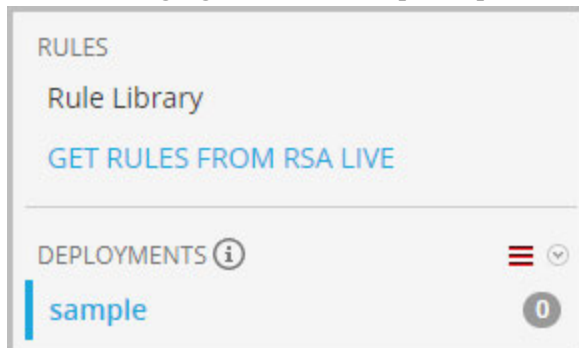 RULES
Rule Library
GET RULES FROM RSA LIVE
DEPLOYMENTS i
sample 0